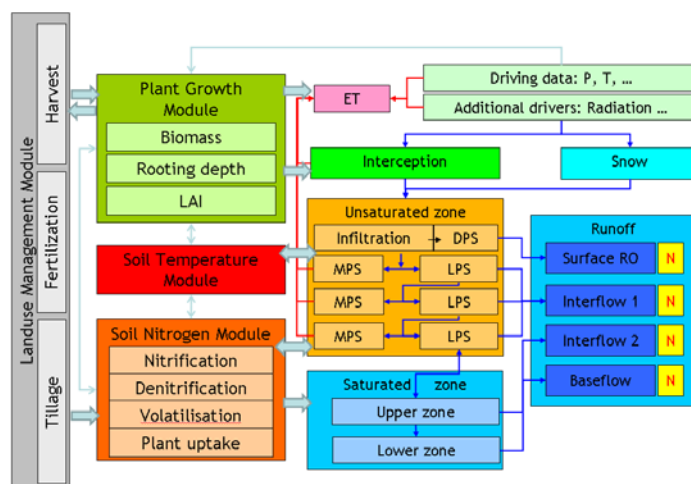 Landuse Management Module
Harvest
Fertilization
Tillage
Plant Growth
Module
Biomass
Rooting depth
LAI
Soil Temperature
Module
Soil Nitrogen Module
Nitrification
Denitrification
Volatilisation
Plant uptake
ET
Driving data: P, T, ...
Additional drivers: Radiation ...
Interception
Snow
Unsaturated zone
Infiltration
DPS
MPS
LPS
MPS
LPS
MPS
LPS
Saturated zone
Upper zone
Lower zone
Runoff
Surface RO
N
Interflow 1
N
Interflow 2
N
Baseflow
N